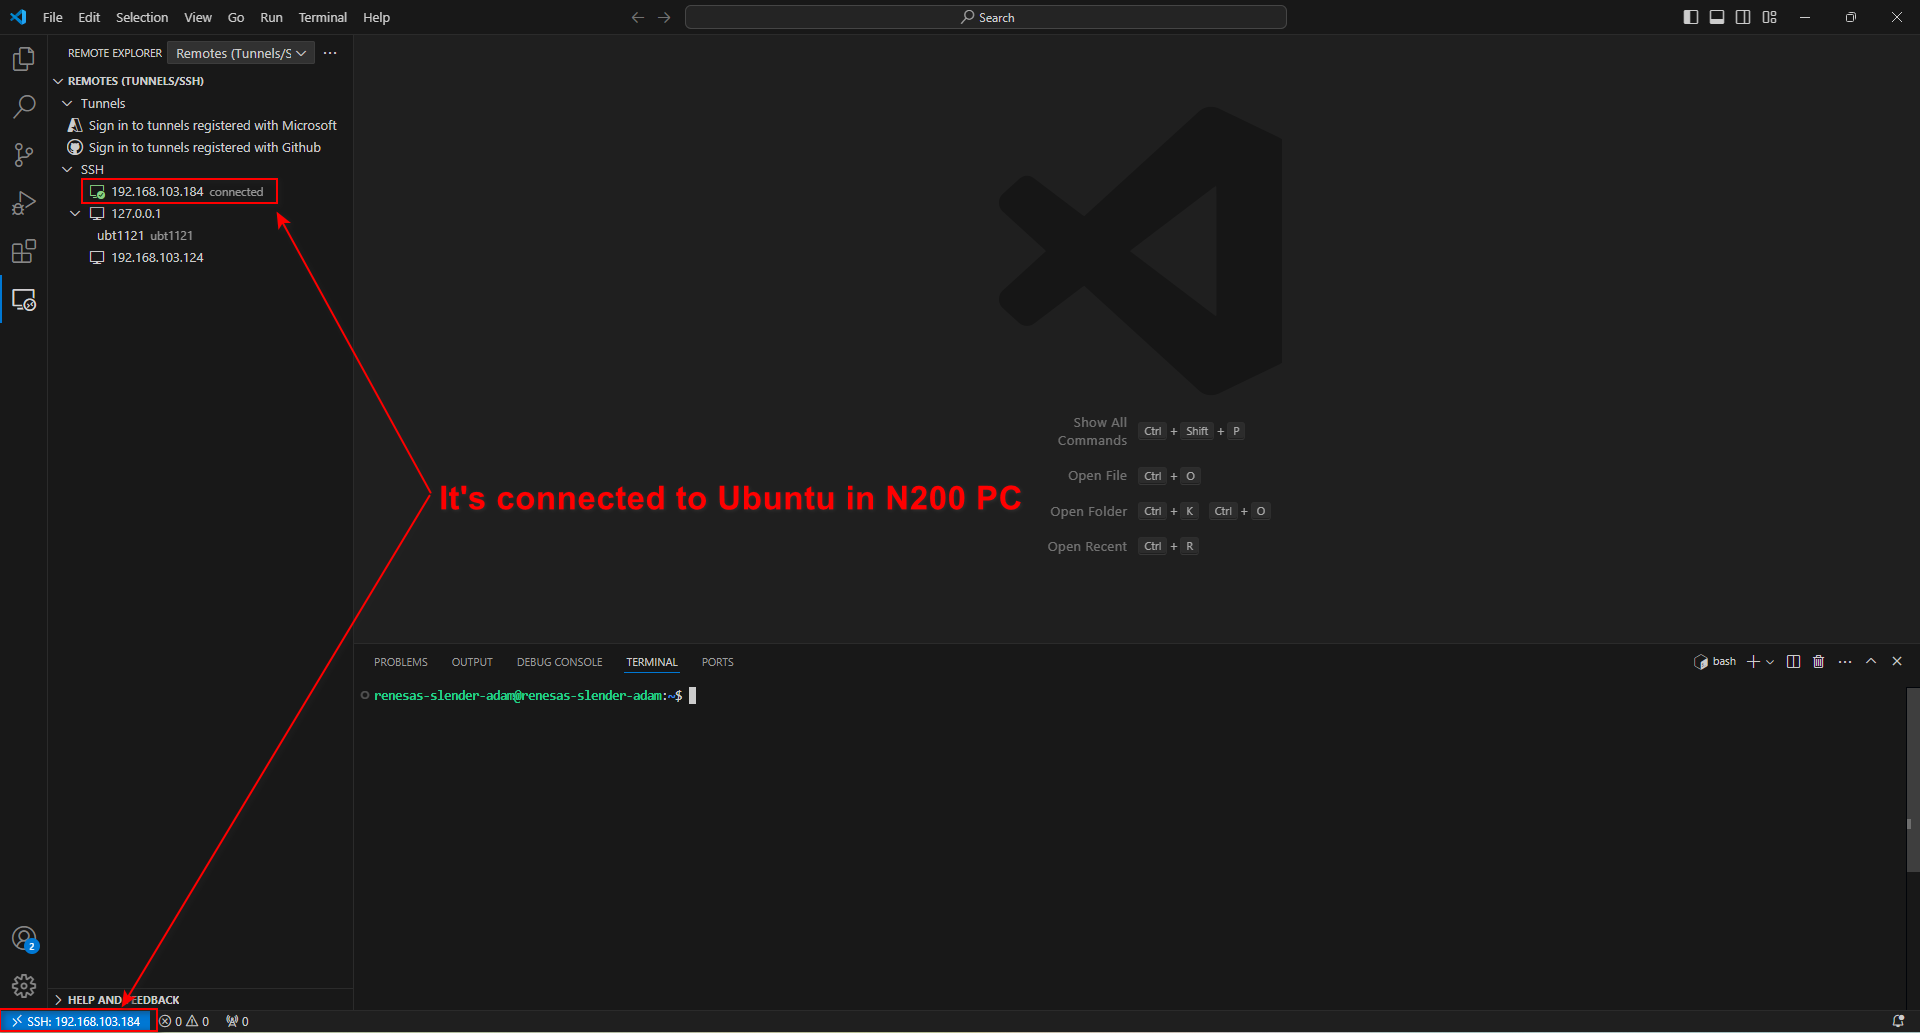 File Edit Selection View Go Run Terminal Help
Search
REMOTE EXPLORER Remotes (Tunnels/S
REMOTES (TUNNELS/SSH)
Tunnels
Sign in to tunnels registered with Microsoft
Sign in to tunnels registered with Github
SSH
192.168.103.184 connected
127.0.0.1
ubt1121 ubt1121
192.168.103.124
Show All Commands Ctrl + Shift + P
Open File Ctrl + O
It's connected to Ubuntu in N200 PC
Open Folder Ctrl + K Ctrl + O
Open Recent Ctrl + R
PROBLEMS OUTPUT DEBUG CONSOLE TERMINAL PORTS
bash
renesas-slender-adam@renesas-slender-adam:~$
2
HELP AND FEEDBACK
SSH: 192.168.103.184 0 0 0